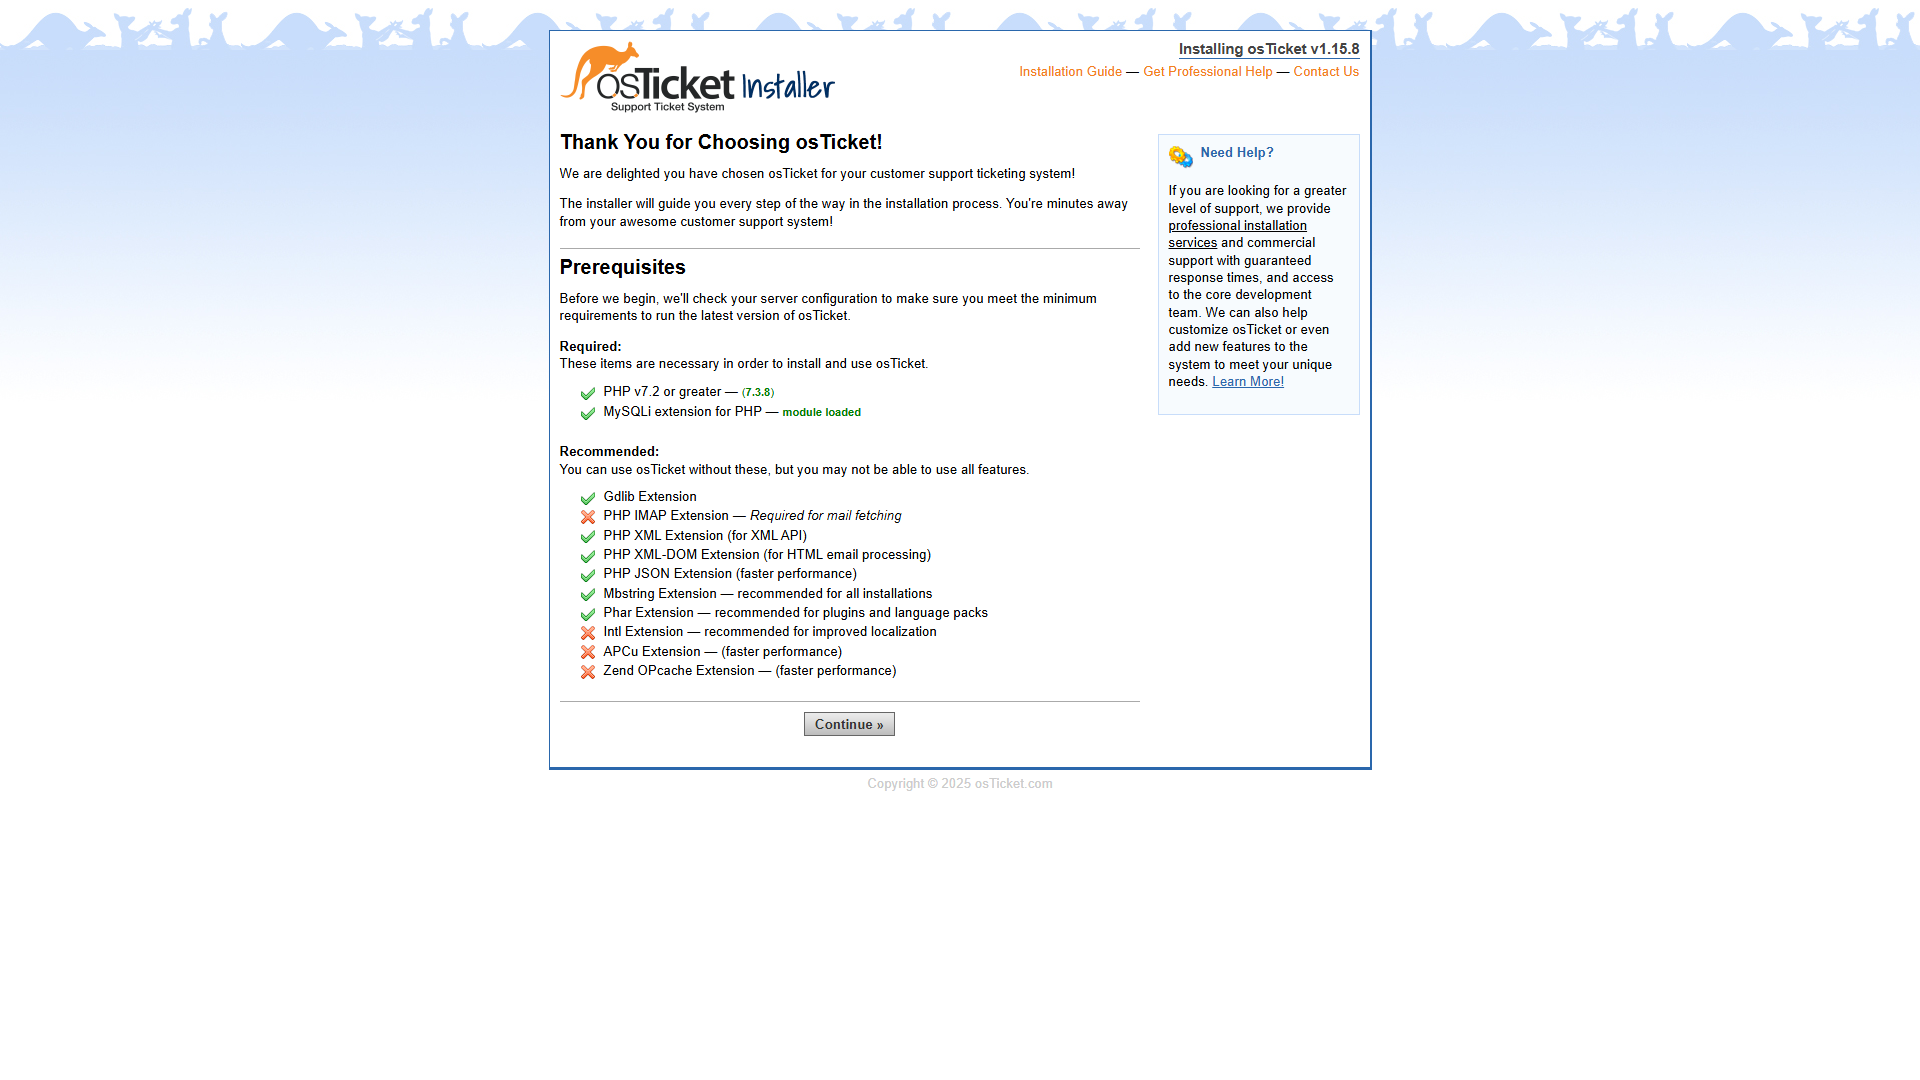 osTicket Installer
Support Ticket System
Installing osTicket v1.15.8
Installation Guide — Get Professional Help — Contact Us
Thank You for Choosing osTicket!
We are delighted you have chosen osTicket for your customer support ticketing system!
The installer will guide you every step of the way in the installation process. You're minutes away
from your awesome customer support system!
Prerequisites
Before we begin, we'll check your server configuration to make sure you meet the minimum
requirements to run the latest version of osTicket.
Required:
These items are necessary in order to install and use osTicket.
PHP v7.2 or greater — (7.3.8)
MySQLi extension for PHP — module loaded
Recommended:
You can use osTicket without these, but you may not be able to use all features.
Gdlib Extension
PHP IMAP Extension — Required for mail fetching
PHP XML Extension (for XML API)
PHP XML-DOM Extension (for HTML email processing)
PHP JSON Extension (faster performance)
Mbstring Extension — recommended for all installations
Phar Extension — recommended for plugins and language packs
Intl Extension — recommended for improved localization
APCu Extension — (faster performance)
Zend OPcache Extension — (faster performance)
Continue »
Need Help?
If you are looking for a greater
level of support, we provide
professional installation
services and commercial
support with guaranteed
response times, and access
to the core development
team. We can also help
customize osTicket or even
add new features to the
system to meet your unique
needs. Learn More!
Copyright © 2025 osTicket.com